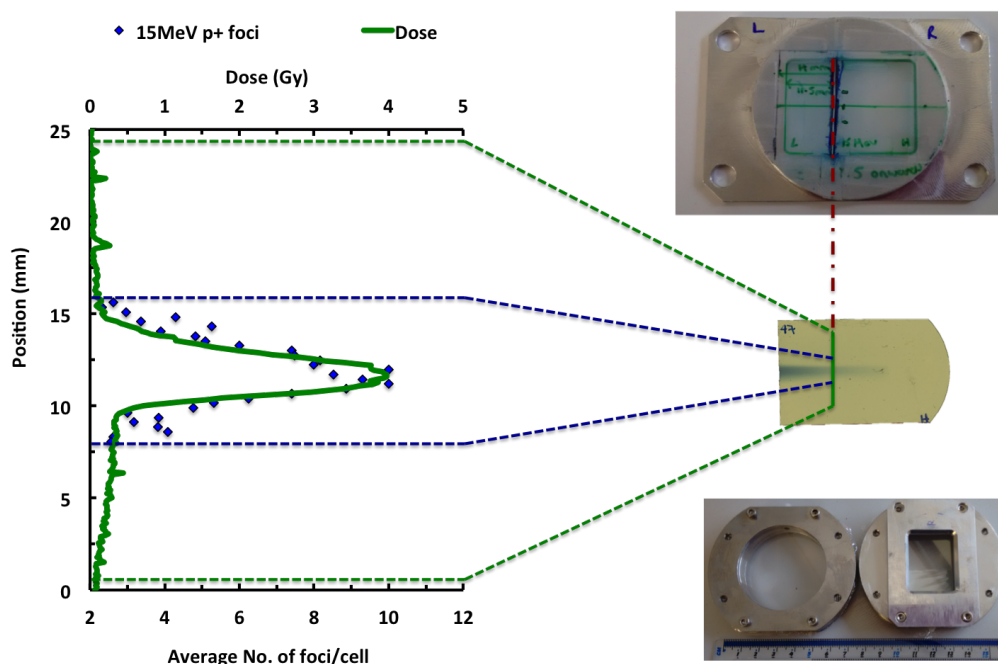 15MeV p+ foci
Dose
Dose (Gy)
0 1 2 3 4 5
25
20
15
10
5
0
Position (mm)
2 4 6 8 10 12
Average No. of foci/cell
L R
L H
H